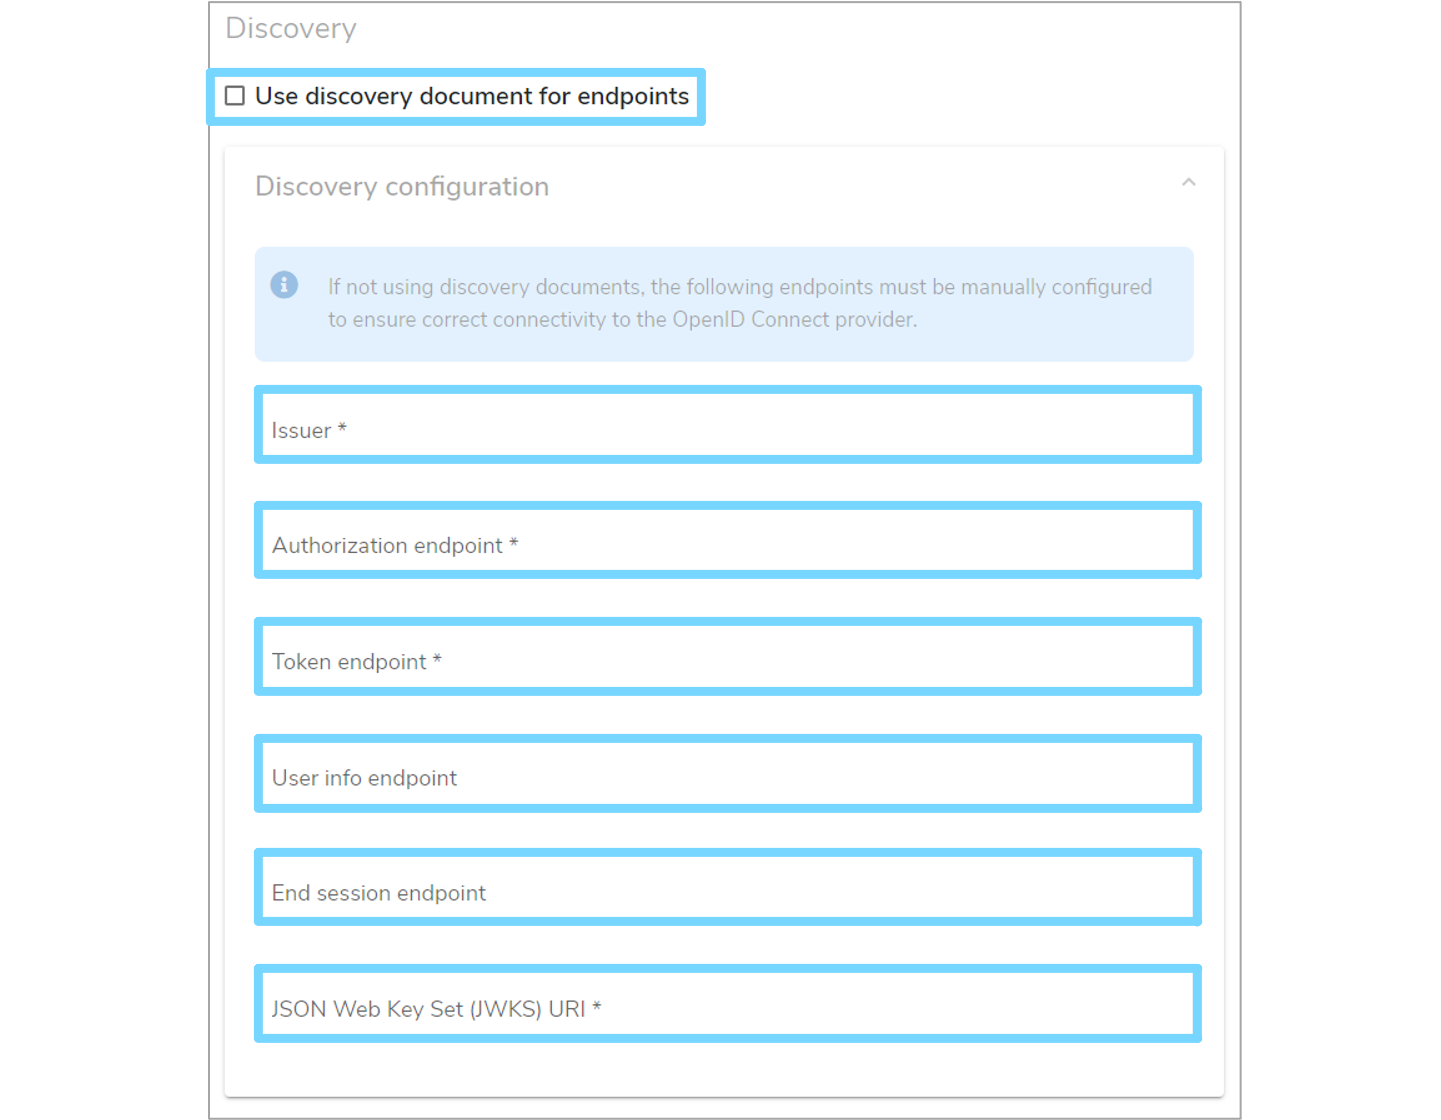 Discovery
Use discovery document for endpoints
Discovery configuration
If not using discovery documents, the following endpoints must be manually configured
to ensure correct connectivity to the OpenID Connect provider.
Issuer *
Authorization endpoint *
Token endpoint *
User info endpoint
End session endpoint
JSON Web Key Set (JWKS) URI *